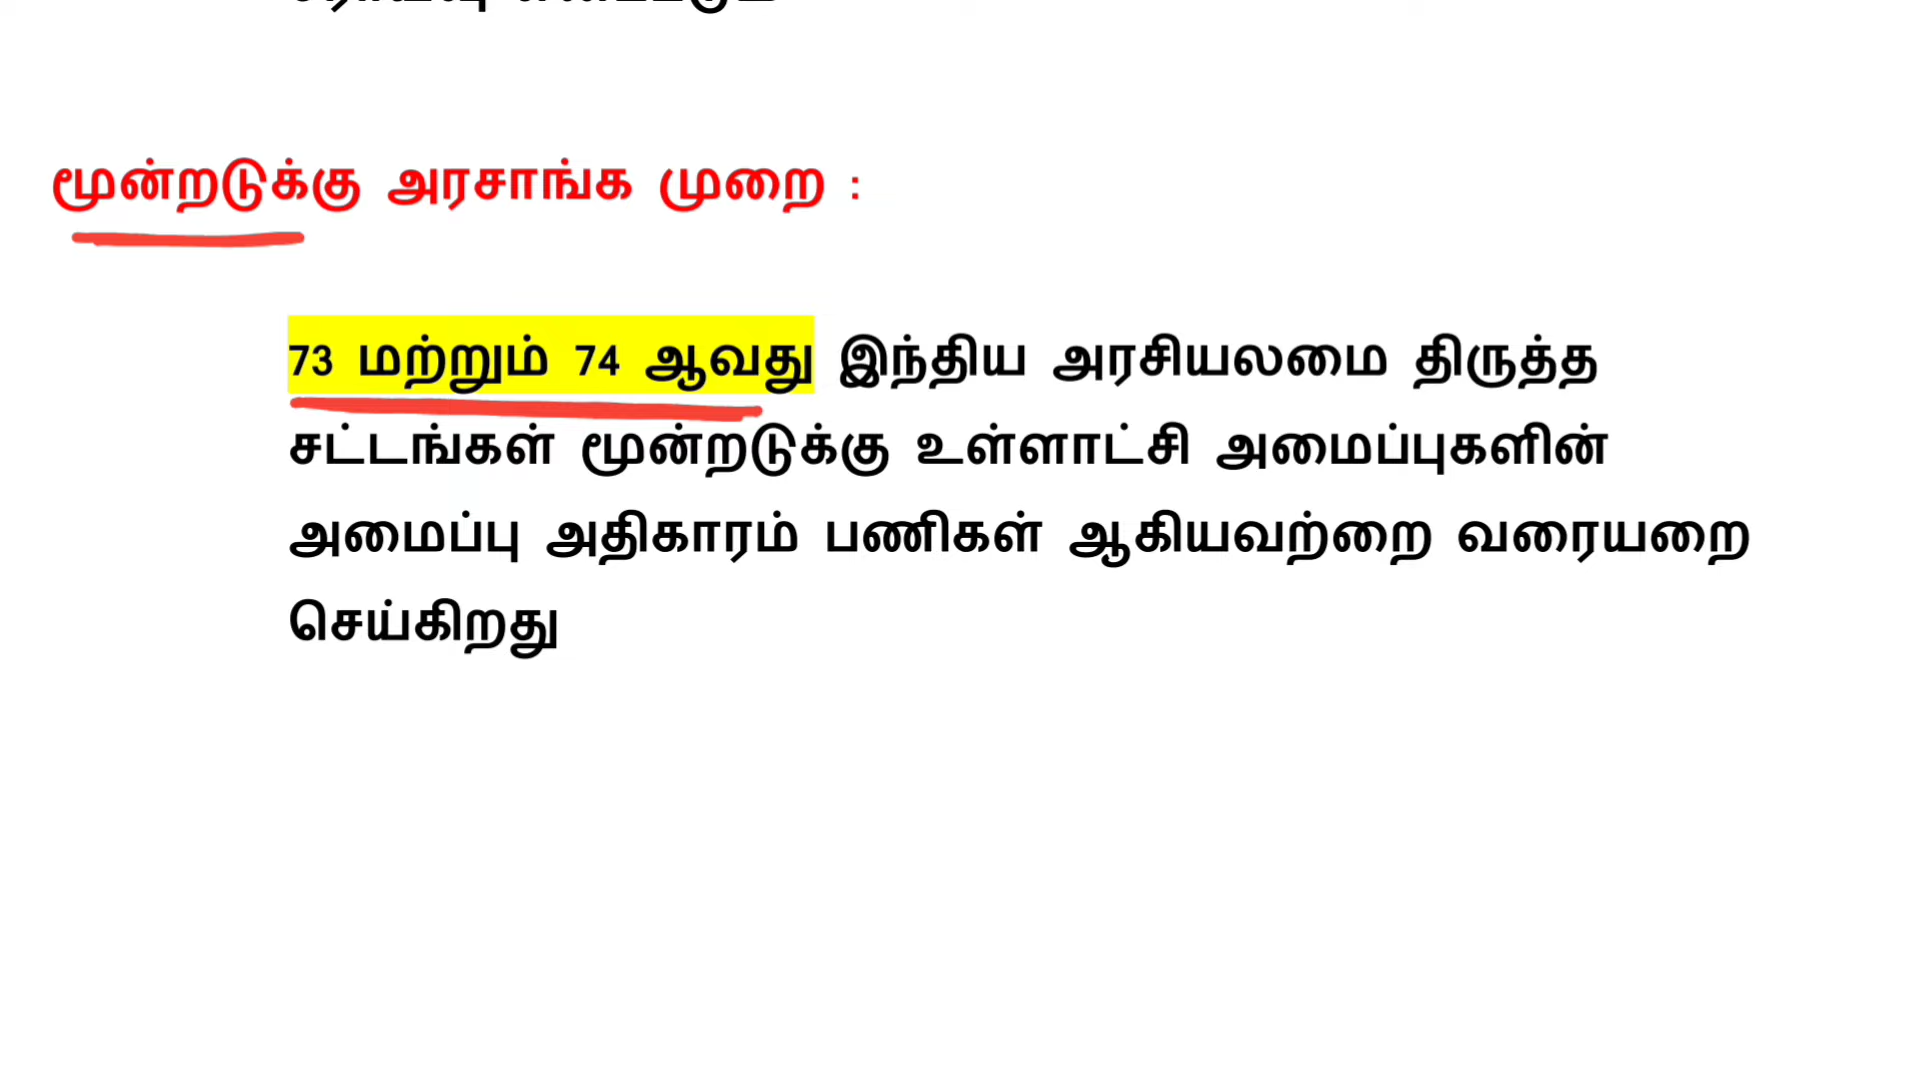 மூன்றடுக்கு அரசாங்க முறை :
73 மற்றும் 74 ஆவது இந்திய அரசியலமை திருத்த
சட்டங்கள் மூன்றடுக்கு உள்ளாட்சி அமைப்புகளின்
அமைப்பு அதிகாரம் பணிகள் ஆகியவற்றை வரையறை
செய்கிறது